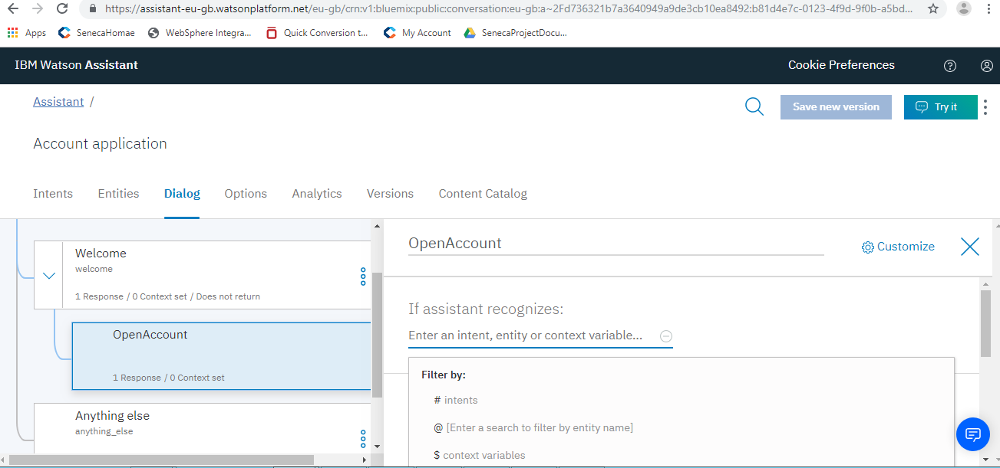 https://assistant-eu-gb.watsonplatform.net/eu-gb/crn:v1:bluemix:public:conversation:eu-gb:a~2Fd736321b7a3640949a9de3cb10ea8492:b81d4e7c-0123-4f9d-9f0b-a5bd...
Apps SenecaHomae WebSphere Integra... Quick Conversion t... My Account SenecaProjectDocu...
IBM Watson Assistant Cookie Preferences
Assistant / Save new version Try it
Account application
Intents Entities Dialog Options Analytics Versions Content Catalog
Welcome
welcome
1 Response / 0 Context set / Does not return
OpenAccount
1 Response / 0 Context set
Anything else
anything_else
OpenAccount Customize
If assistant recognizes:
Enter an intent, entity or context variable...
Filter by:
# intents
@ [Enter a search to filter by entity name]
$ context variables